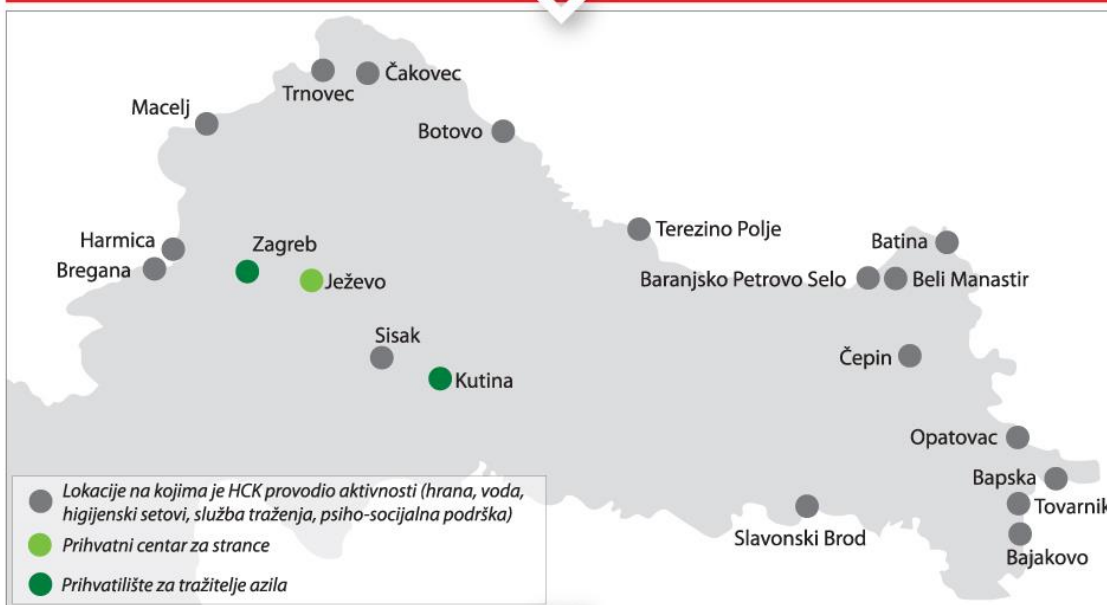 Čakovec
Trnovec
Macelj
Botovo
Harmica
Zagreb
Terezino Polje
Batina
Bregana
Ježevo
Baranjsko Petrovo Selo
Beli Manastir
Sisak
Čepin
Kutina
Opatovac
Bapska
Tovarnik
Slavonski Brod
Bajakovo
Lokacije na kojima je HCK provodio aktivnosti (hrana, voda,
higijenski setovi, služba traženja, psiho-socijalna podrška)
Prihvatni centar za strance
Prihvatilište za tražitelje azila